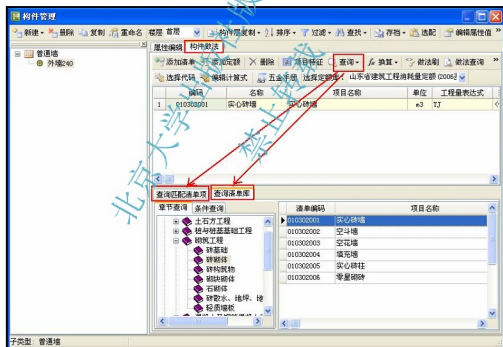 构件管理
新建 删除 复制 重命名 楼层 首层 构件层复制 排序 过滤 查找 存档 选配 编辑属性值
普通墙
外墙240
属性编辑 构件做法
添加清单 添加定额 删除 项目特征 查询 换算 做法刷 做法查询
选择代码 编辑计算式 五金手册 选择定额库: 山东省建筑工程消耗量定额(2006
编码 名称 项目名称 单位 工程量表达式
1 010302001 实心砖墙 实心砖墙 m3 TJ
查询匹配清单项 查询清单库
章节查询 条件查询
土石方工程
桩与地基基础工程
砌筑工程
砖基础
砖砌体
砖构筑物
砌块砌体
石砌体
砖散水、地坪、地
轻质墙板
清单编码 项目名称
010302001 实心砖墙
010302002 空斗墙
010302003 空花墙
010302004 填充墙
010302005 实心砖柱
010302006 零星砌砖
子类型: 普通墙
北京大学出版社